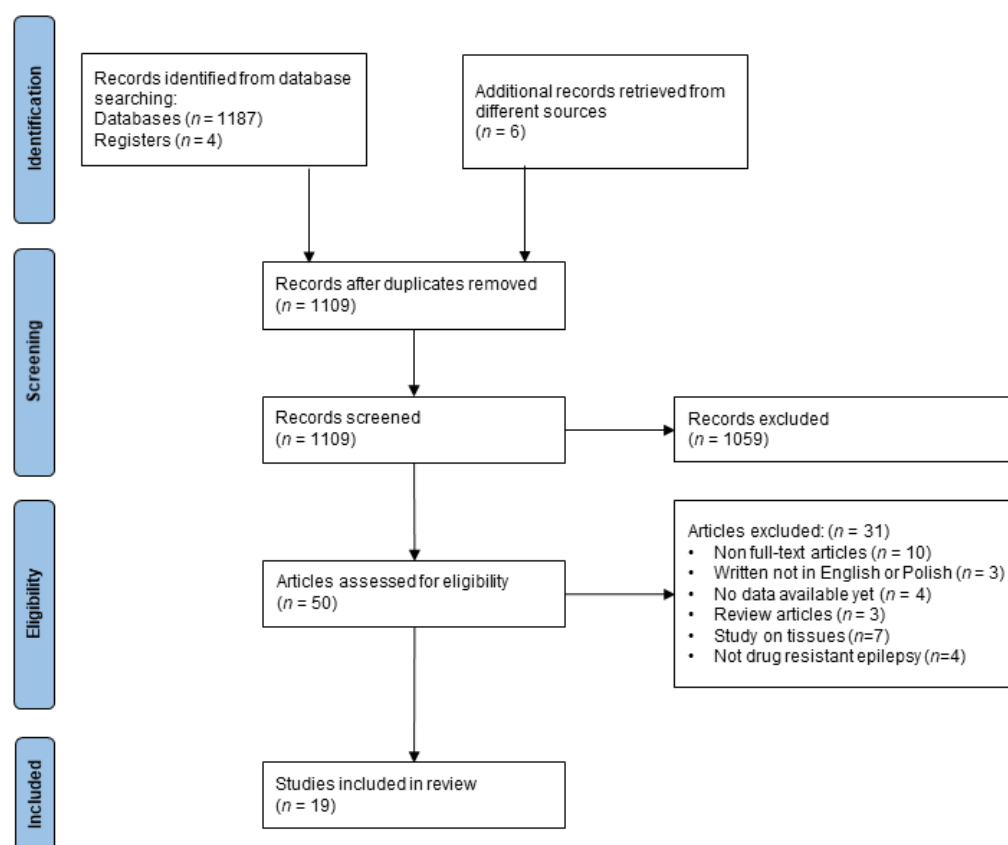 Identification
Records identified from database
searching:
Databases (n = 1187)
Registers (n = 4)
Additional records retrieved from
different sources
(n = 6)
Screening
Records after duplicates removed
(n = 1109)
Records screened
(n = 1109)
Records excluded
(n = 1059)
Eligibility
Articles assessed for eligibility
(n = 50)
Articles excluded: (n = 31)
• Non full-text articles (n = 10)
• Written not in English or Polish (n = 3)
• No data available yet (n = 4)
• Review articles (n = 3)
• Study on tissues (n=7)
• Not drug resistant epilepsy (n=4)
Included
Studies included in review
(n = 19)